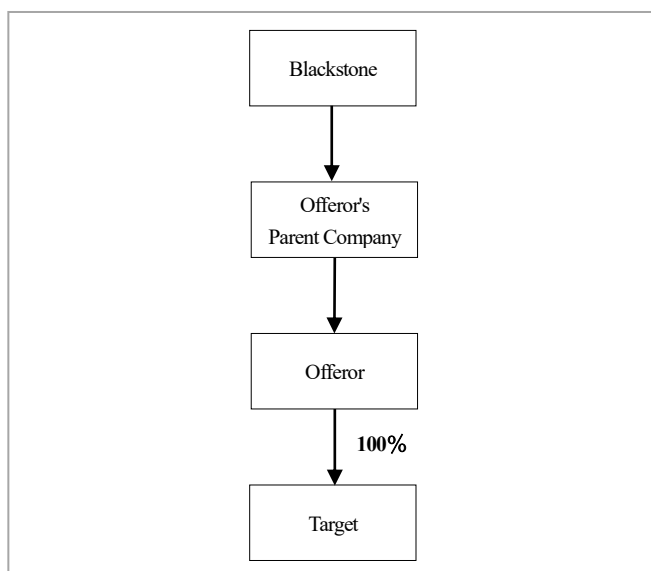 Blackstone
Offeror's
Parent Company
Offeror
100%
Target